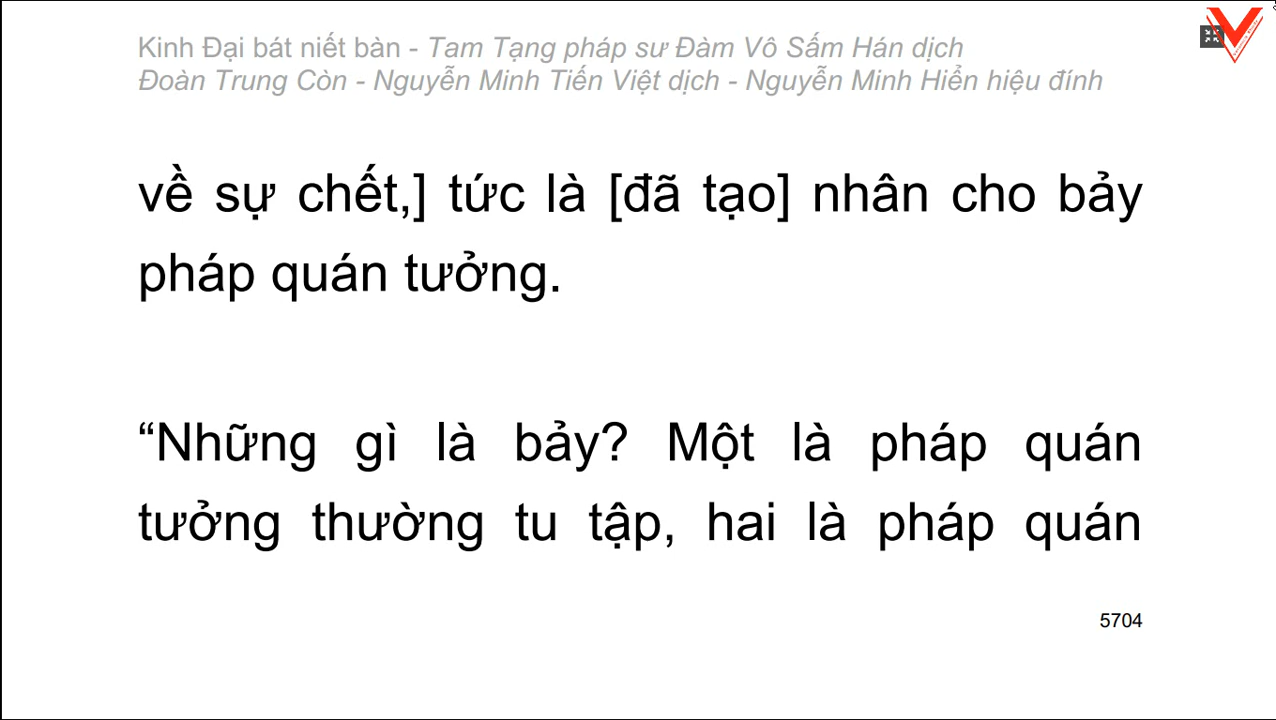 Kinh Đại bát niết bàn - Tam Tạng pháp sư Đàm Vô Sấm Hán dịch
Đoàn Trung Còn - Nguyễn Minh Tiến Việt dịch - Nguyễn Minh Hiển hiệu đính
về sự chết,] tức là [đã tạo] nhân cho bảy
pháp quán tưởng.
“Những gì là bảy? Một là pháp quán
tưởng thường tu tập, hai là pháp quán
5704